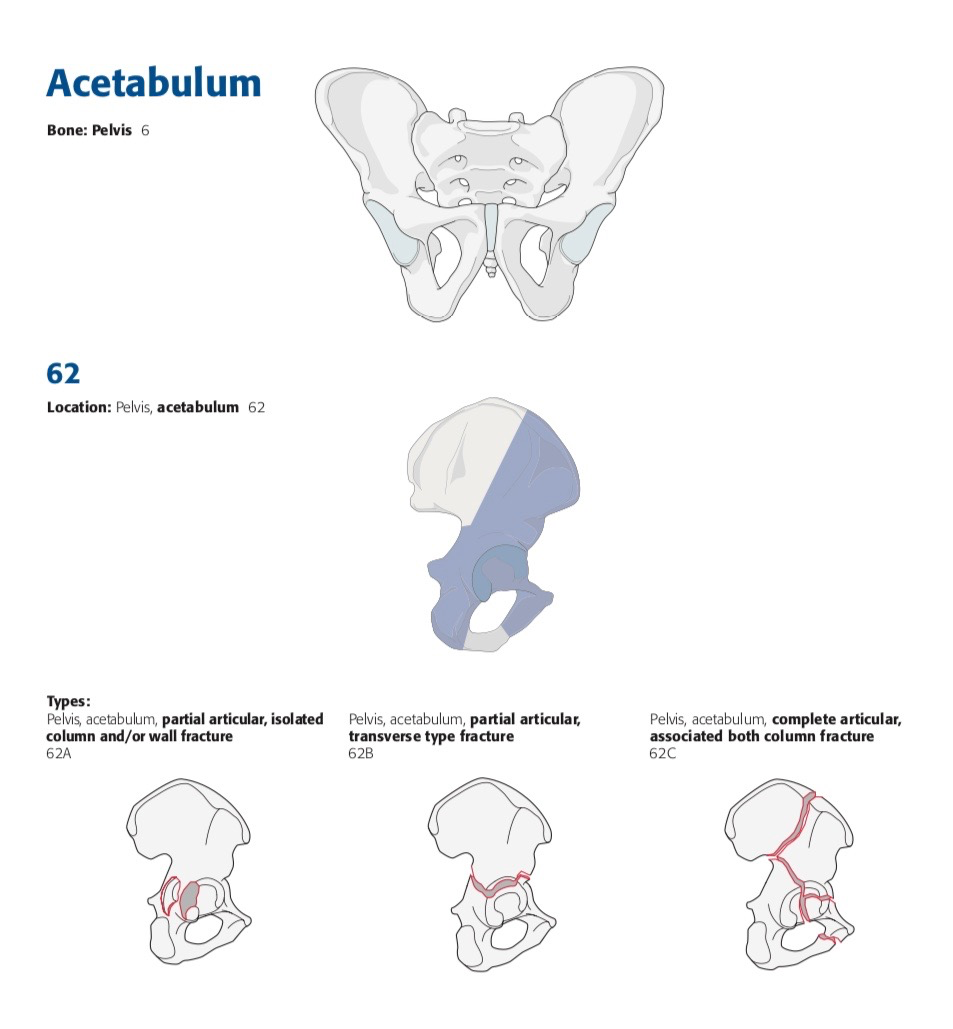 Acetabulum
Bone: Pelvis 6
62
Location: Pelvis, acetabulum 62
Types:
Pelvis, acetabulum, partial articular, isolated
column and/or wall fracture
62A
Pelvis, acetabulum, partial articular,
transverse type fracture
62B
Pelvis, acetabulum, complete articular,
associated both column fracture
62C